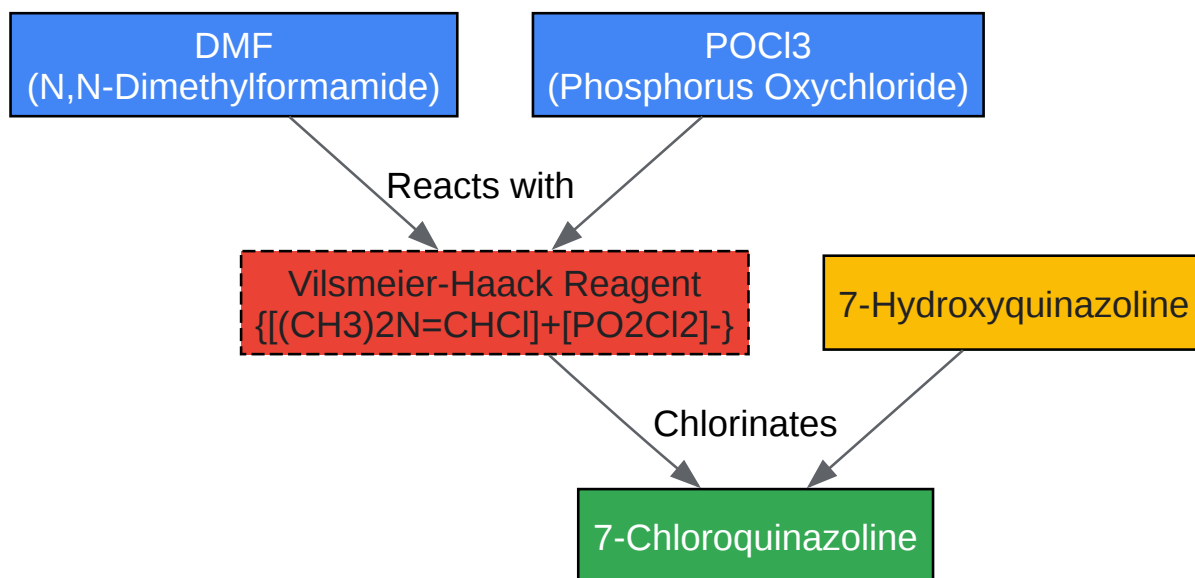 DMF
(N,N-Dimethylformamide)
POCl3
(Phosphorus Oxychloride)
Reacts with
Vilsmeier-Haack Reagent
{[(CH3)2N=CHCl]+[PO2Cl2]-}
7-Hydroxyquinazoline
Chlorinates
7-Chloroquinazoline